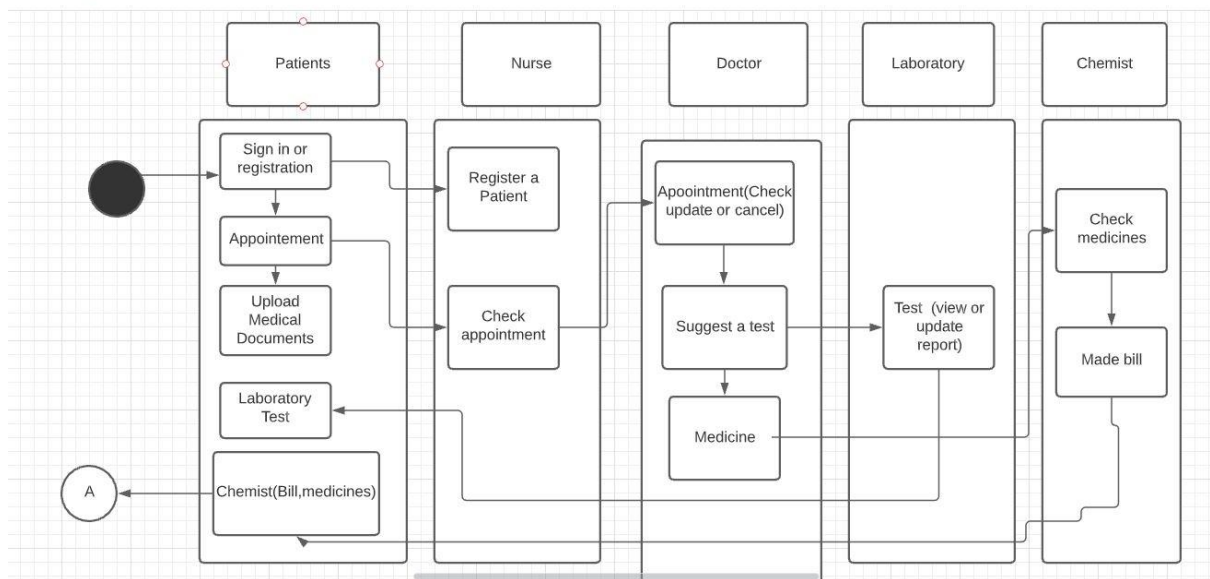 Patients
Nurse
Doctor
Laboratory
Chemist
Sign in or
registration
Appointement
Upload
Medical
Documents
Laboratory
Test
Chemist(Bill,medicines)
A
Register a
Patient
Check
appointment
Apoointment(Check
update or cancel)
Suggest a test
Medicine
Test (view or
update
report)
Check
medicines
Made bill